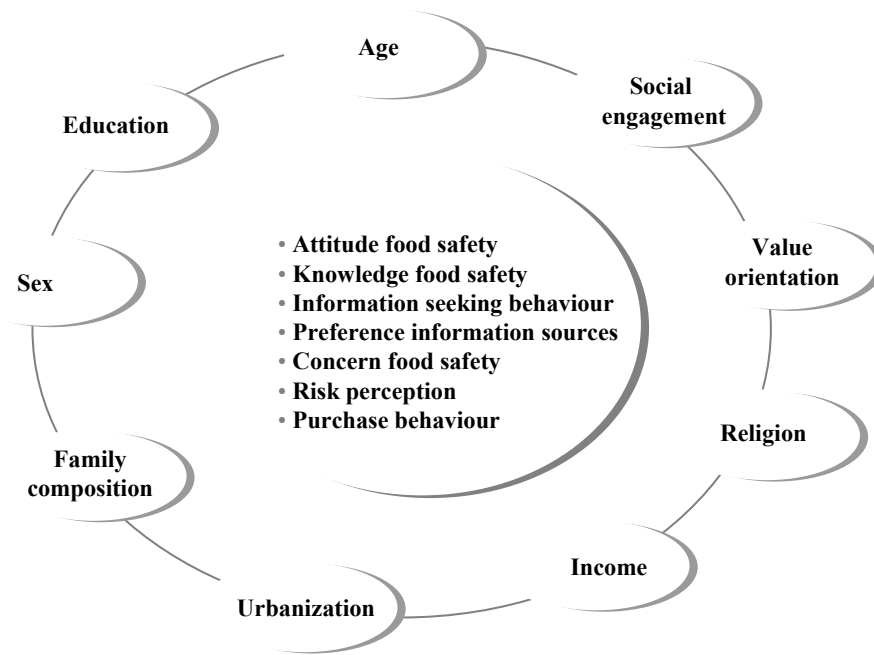 Age
Social
engagement
Education
Value
orientation
Sex
• Attitude food safety
• Knowledge food safety
• Information seeking behaviour
• Preference information sources
• Concern food safety
• Risk perception
• Purchase behaviour
Religion
Family
composition
Income
Urbanization